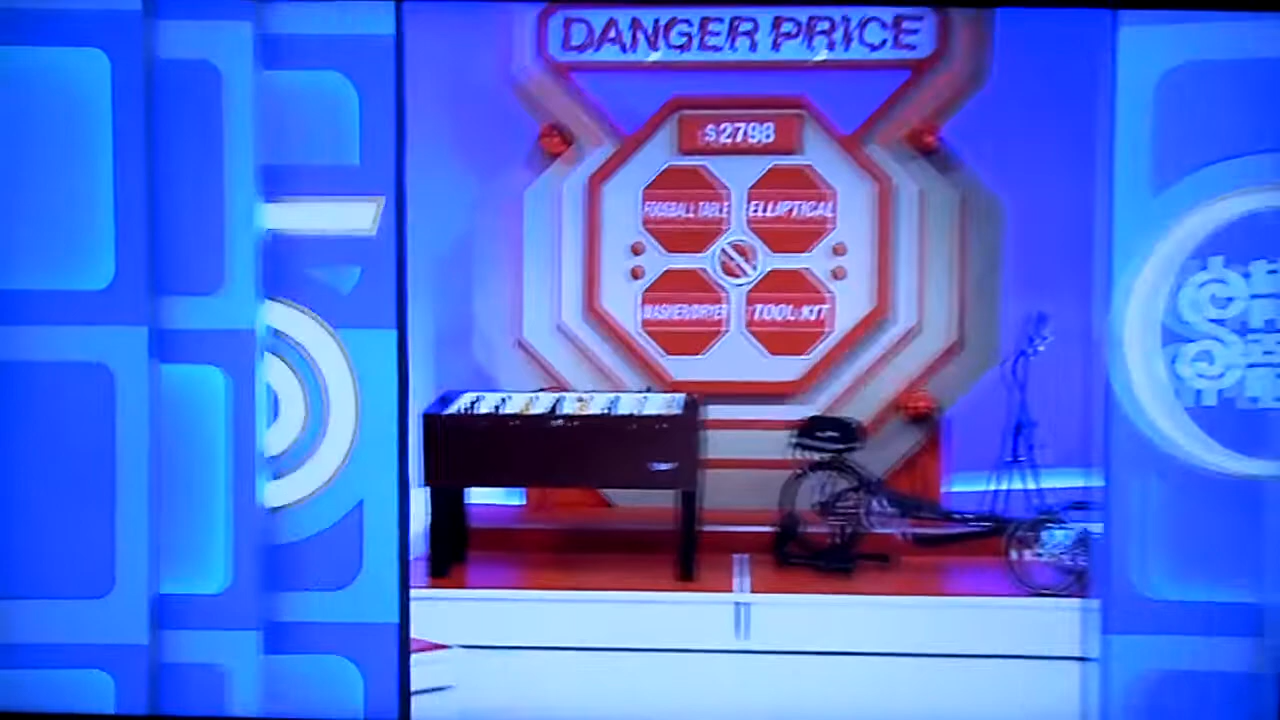 DANGER PRICE
$2798
FOOSBALL TABLE
ELLIPTICAL
WASHER/DRYER
TOOL KIT